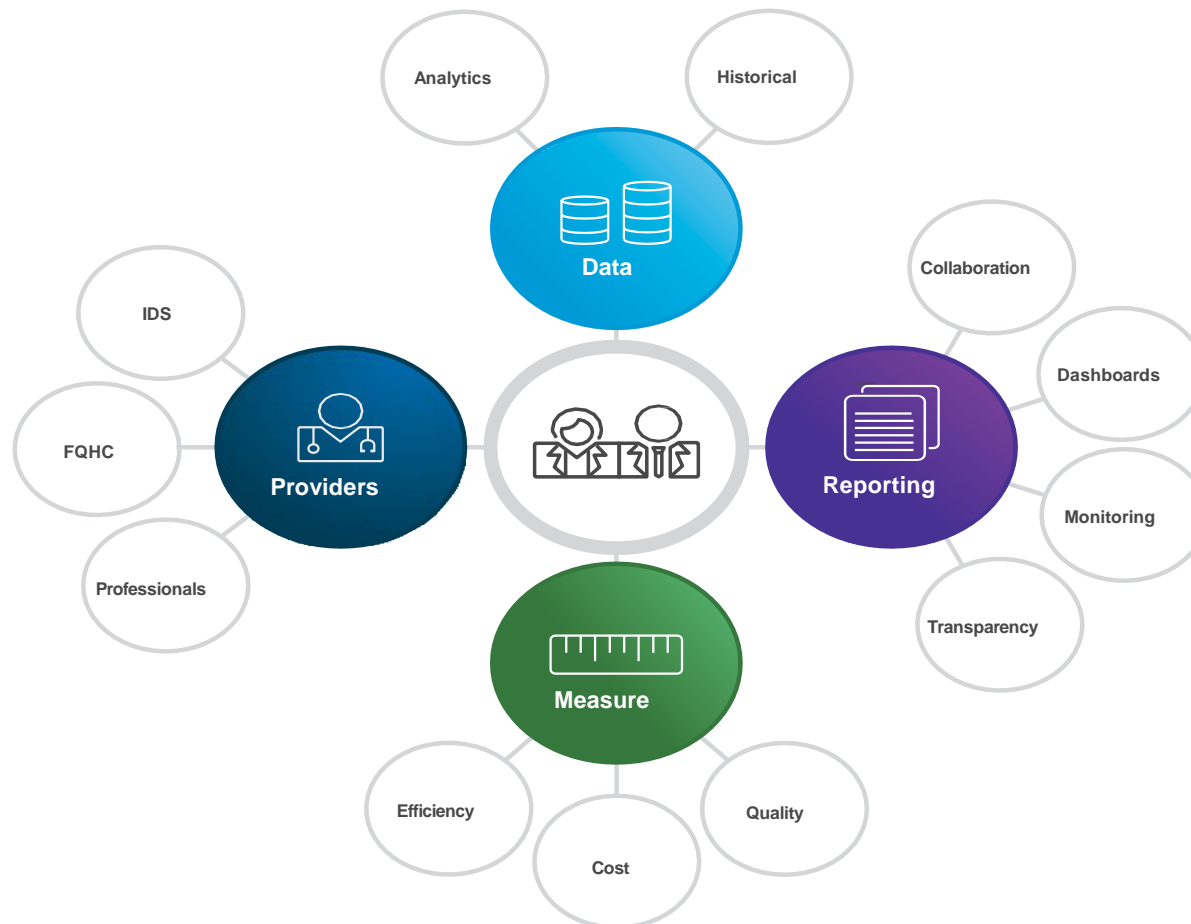 Analytics
Historical
Data
Collaboration
IDS
Dashboards
FQHC
Providers
Reporting
Monitoring
Professionals
Transparency
Measure
Efficiency
Quality
Cost